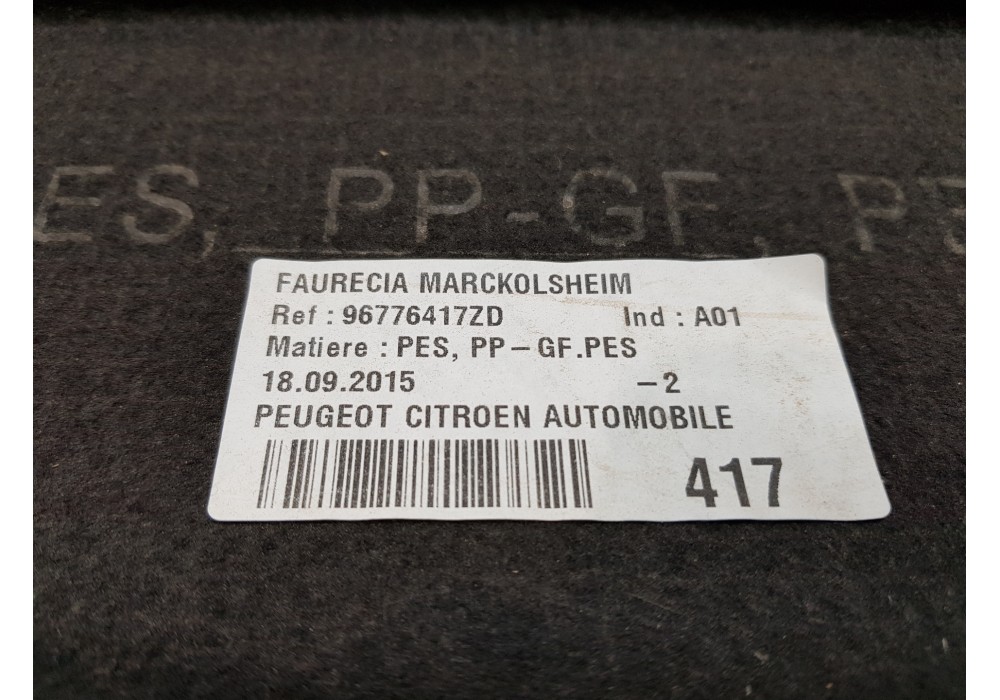 ES, PP-GF, PE
FAURECIA MARCKOLSHEIM
Ref : 96776417ZD Ind : A01
Matiere : PES, PP-GF.PES
18.09.2015 -2
PEUGEOT CITROEN AUTOMOBILE
417